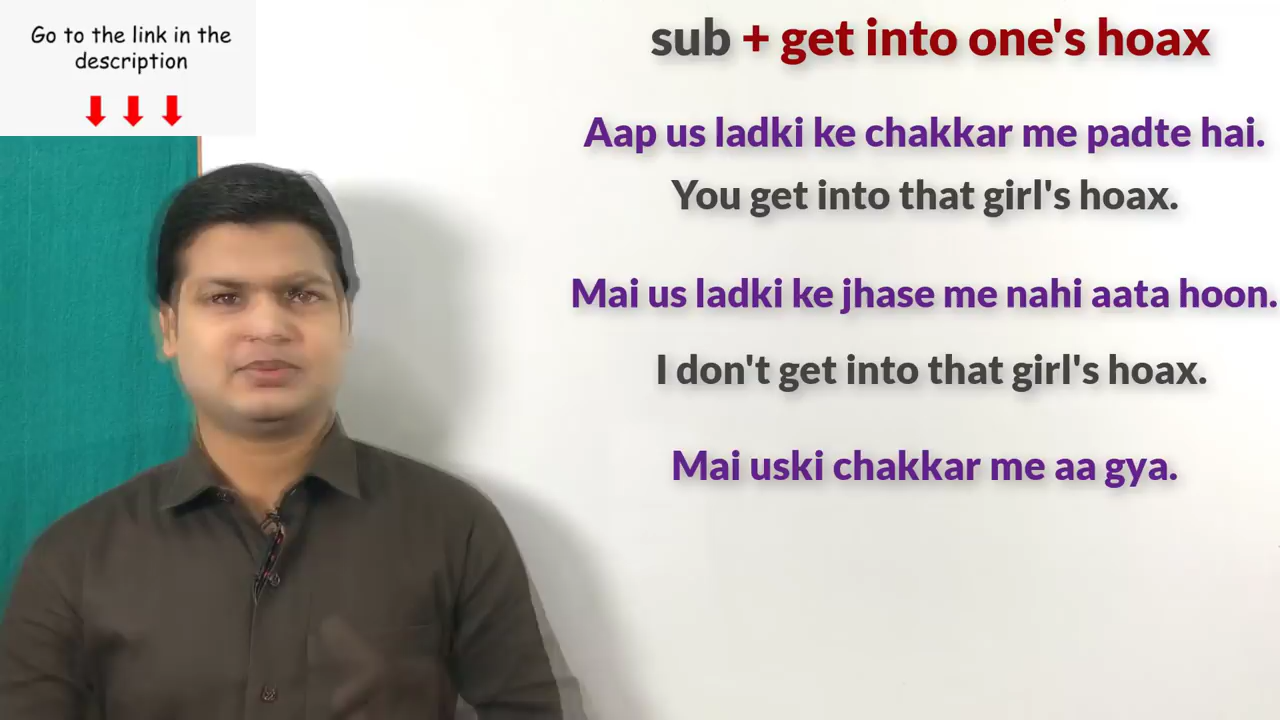 Go to the link in the
description
sub + get into one's hoax
Aap us ladki ke chakkar me padte hai.
You get into that girl's hoax.
Mai us ladki ke jhase me nahi aata hoon.
I don't get into that girl's hoax.
Mai uski chakkar me aa gya.